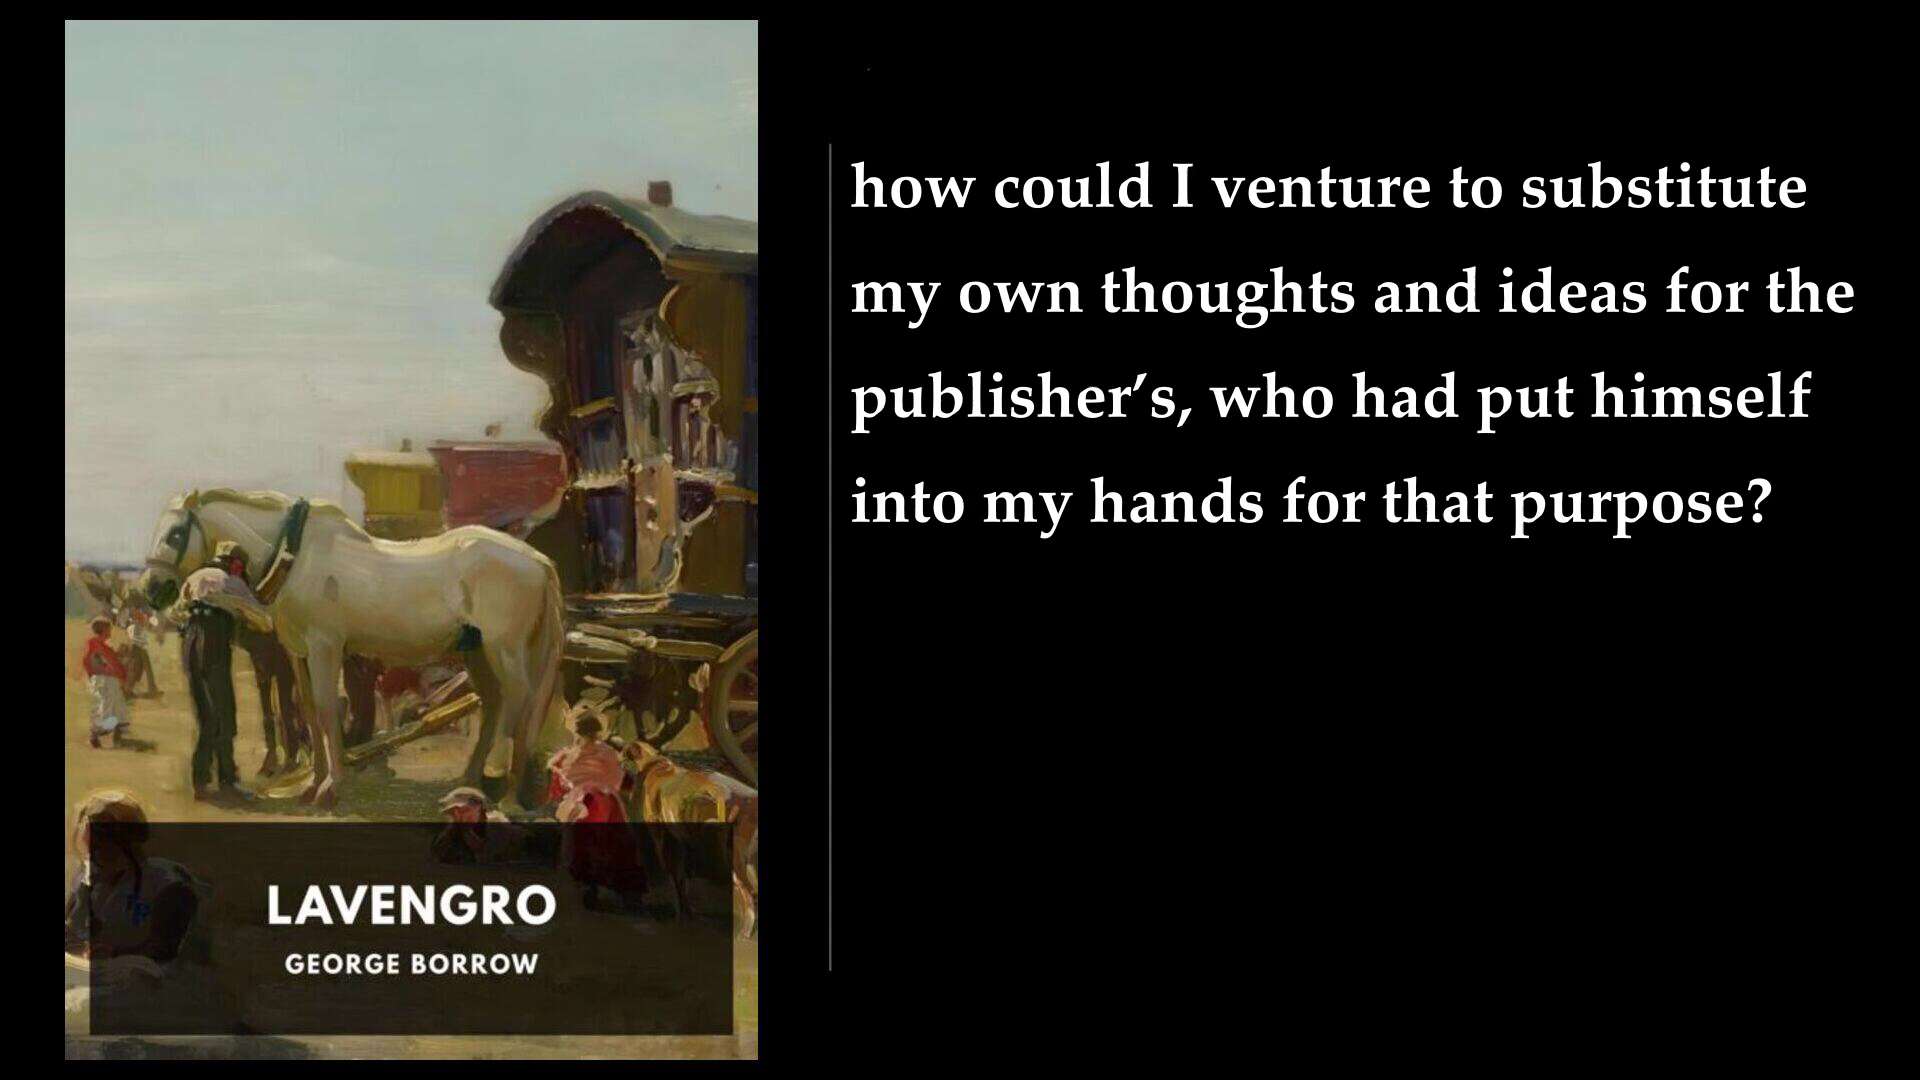 how could I venture to substitute
my own thoughts and ideas for the
publisher’s, who had put himself
into my hands for that purpose?
LAVENGRO
GEORGE BORROW